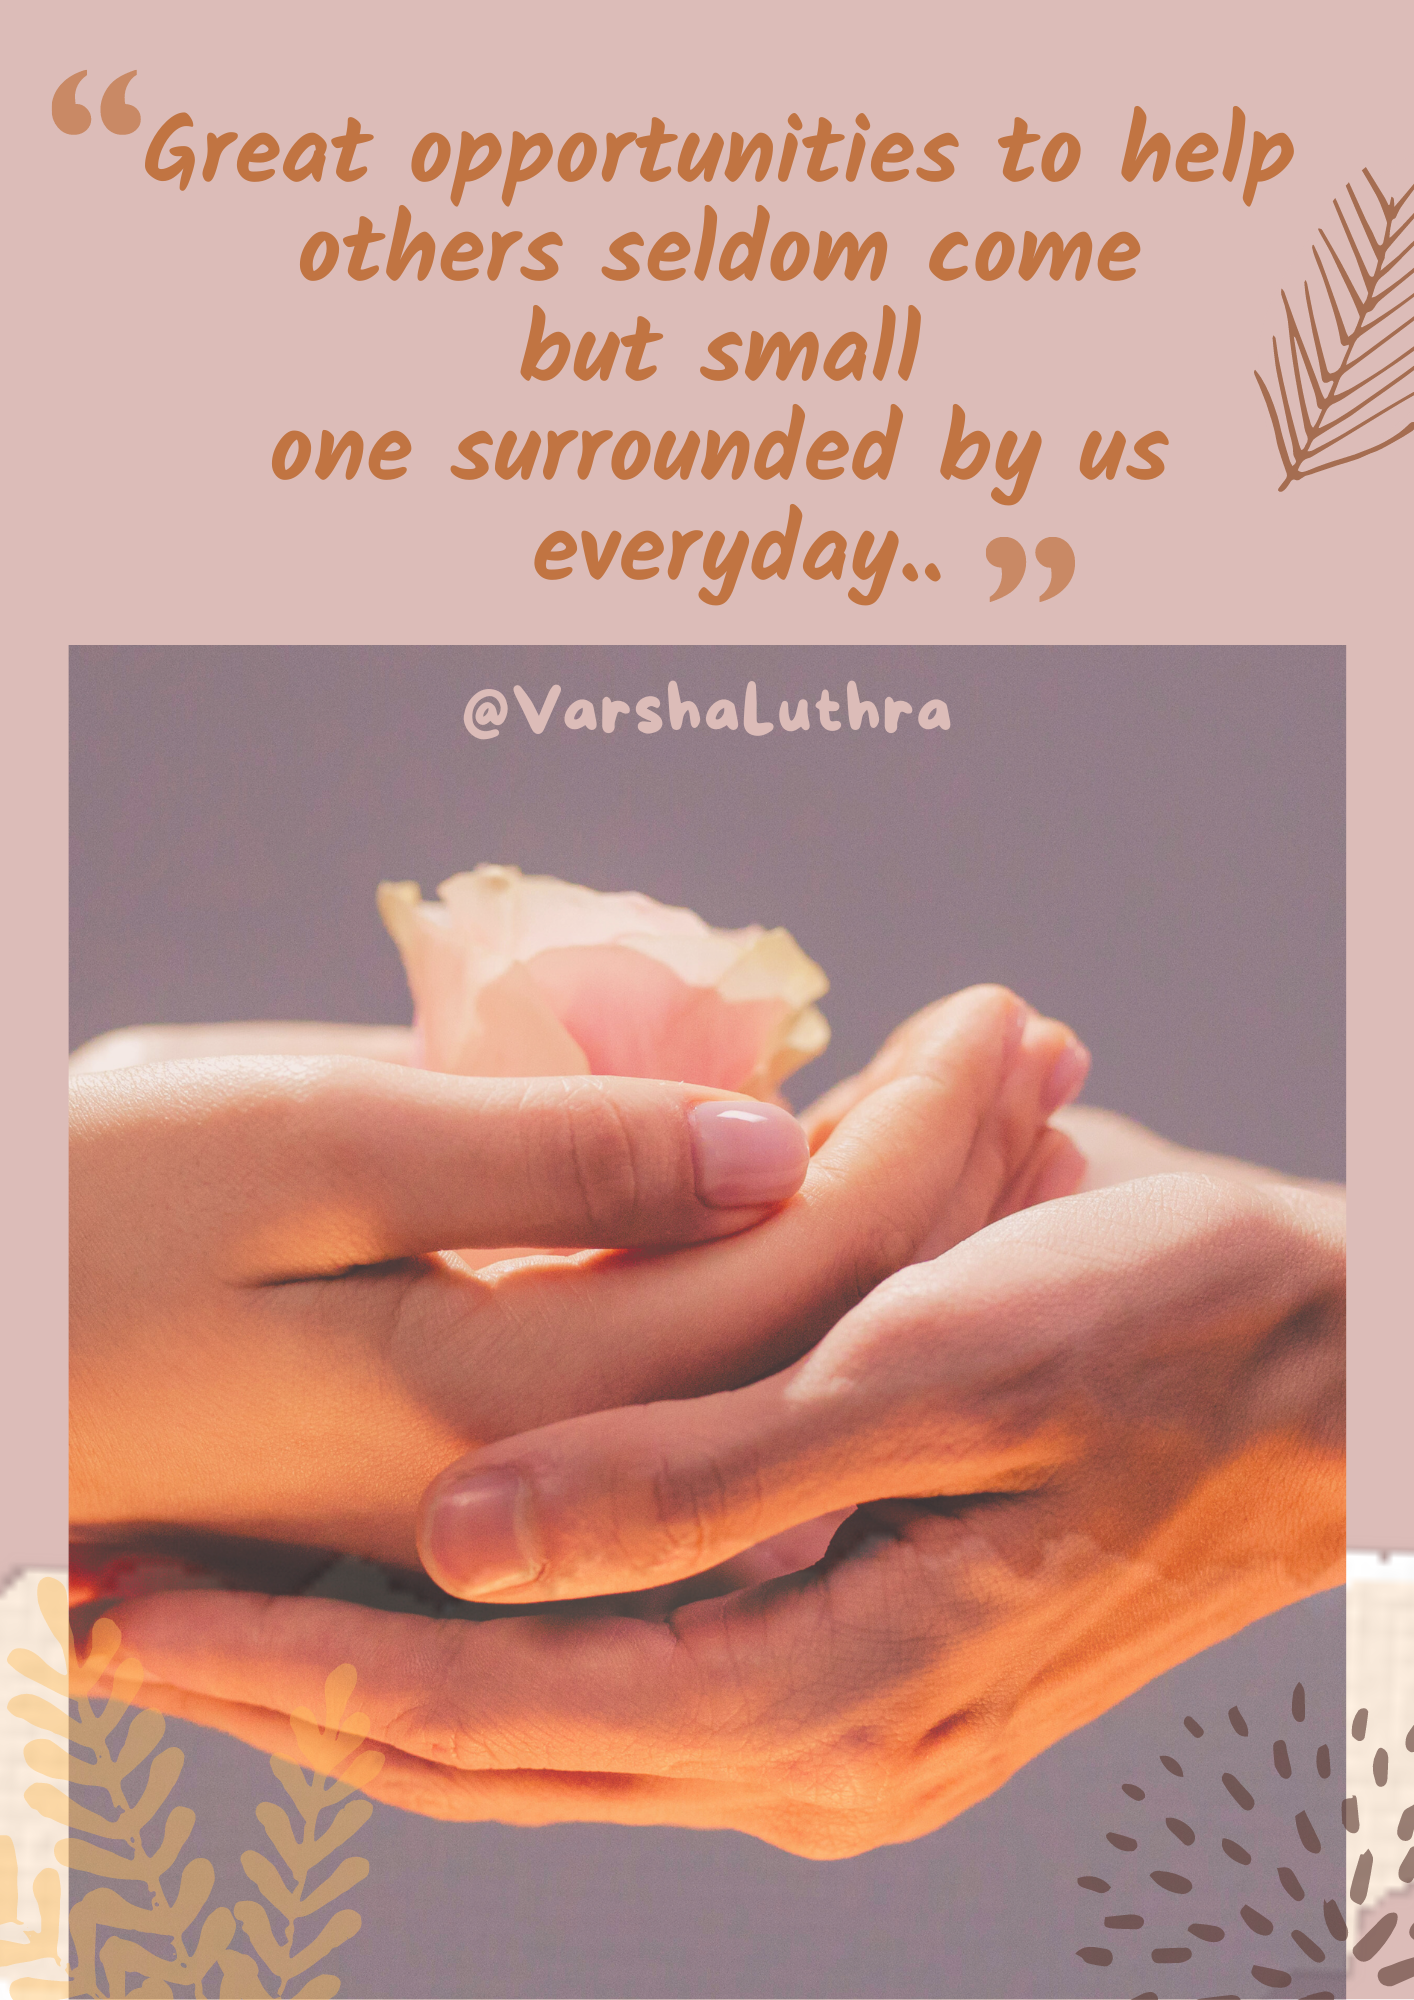 “Great opportunities to help
others seldom come
but small
one surrounded by us
everyday.. ”
@VarshaLuthra